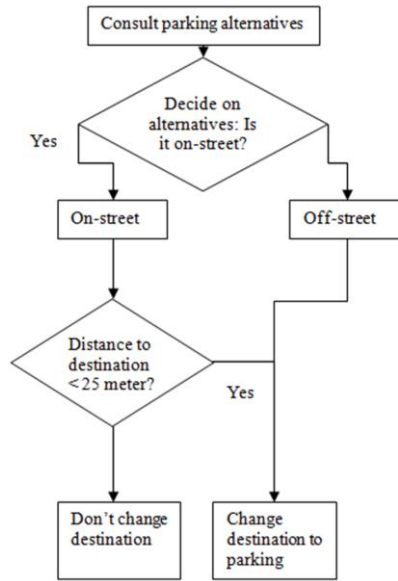 Consult parking alternatives
Decide on
alternatives: Is
it on-street?
Yes
On-street
Off-street
Distance to
destination
< 25 meter?
Yes
Don't change
destination
Change
destination to
parking